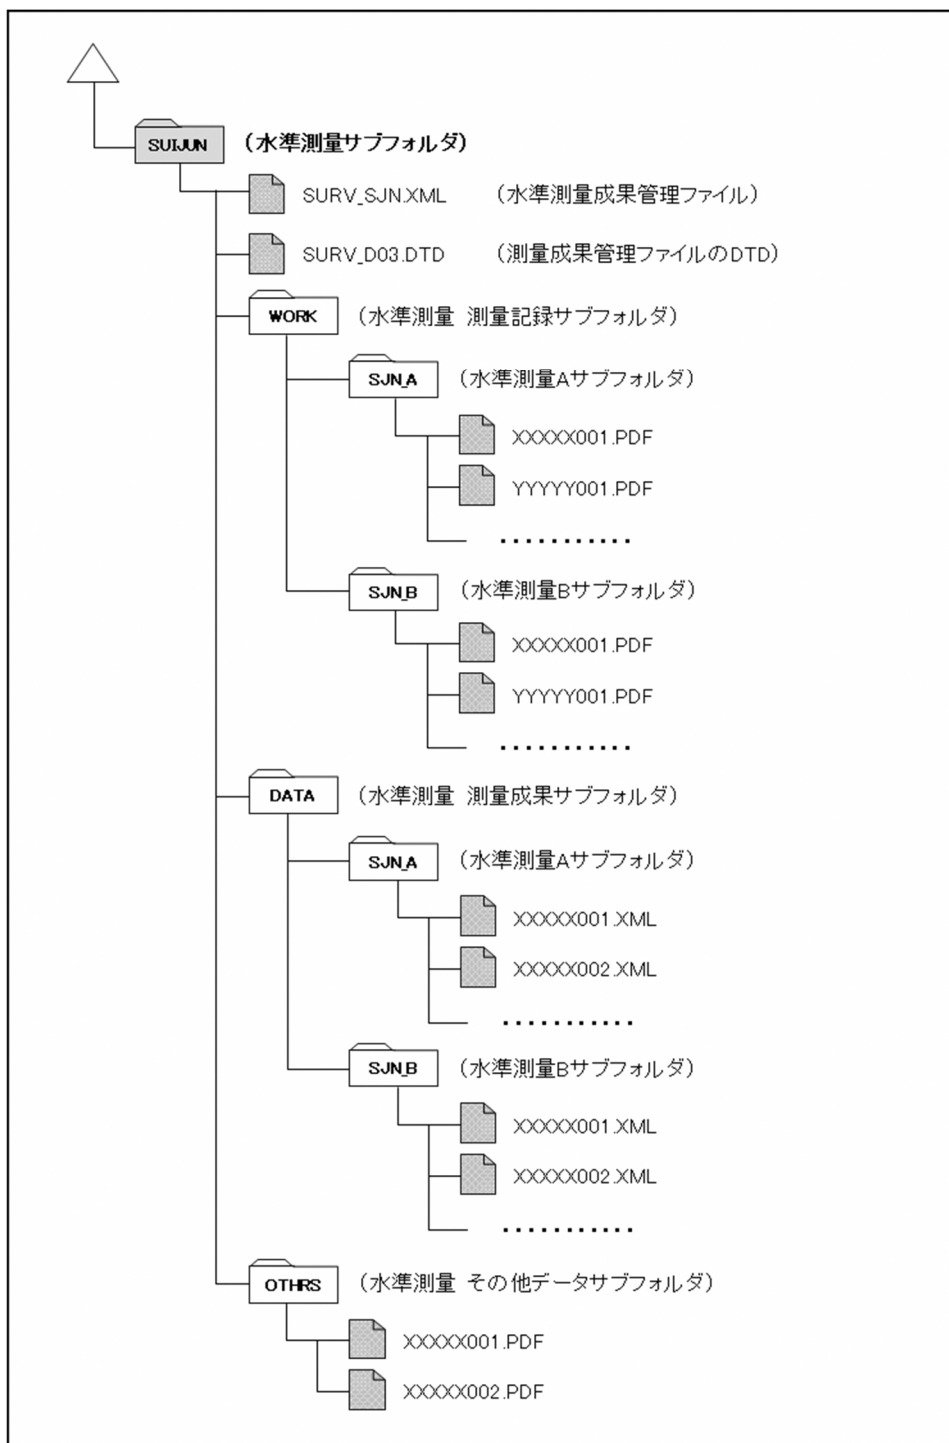 SUIJUN (水準測量サブフォルダ)
SURV_SJN.XML (水準測量成果管理ファイル)
SURV_D03.DTD (測量成果管理ファイルのDTD)
WORK (水準測量 測量記録サブフォルダ)
SJN_A (水準測量Aサブフォルダ)
XXXXX001.PDF
YYYYY001.PDF
・・・・・・・・・・・・
SJN_B (水準測量Bサブフォルダ)
XXXXX001.PDF
YYYYY001.PDF
・・・・・・・・・・・・
DATA (水準測量 測量成果サブフォルダ)
SJN_A (水準測量Aサブフォルダ)
XXXXX001.XML
XXXXX002.XML
・・・・・・・・・・・・
SJN_B (水準測量Bサブフォルダ)
XXXXX001.XML
XXXXX002.XML
・・・・・・・・・・・・
OTHRS (水準測量 その他データサブフォルダ)
XXXXX001.PDF
XXXXX002.PDF